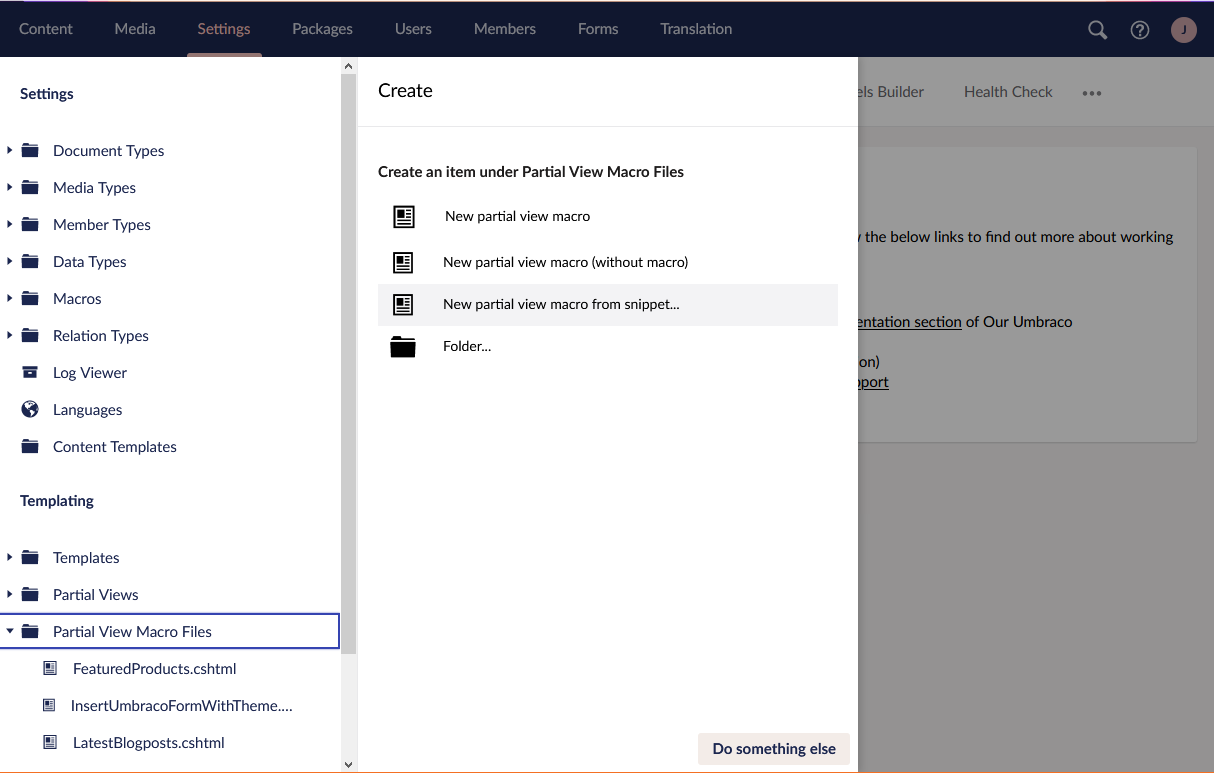 Content Media Settings Packages Users Members Forms Translation J
Settings
Document Types
Media Types
Member Types
Data Types
Macros
Relation Types
Log Viewer
Languages
Content Templates
Templating
Templates
Partial Views
Partial View Macro Files
FeaturedProducts.cshtml
InsertUmbracoFormWithTheme....
LatestBlogposts.cshtml
Create
Create an item under Partial View Macro Files
New partial view macro
New partial view macro (without macro)
New partial view macro from snippet...
Folder...
Do something else
els Builder Health Check
the below links to find out more about working
entation section of Our Umbraco
on)
pport